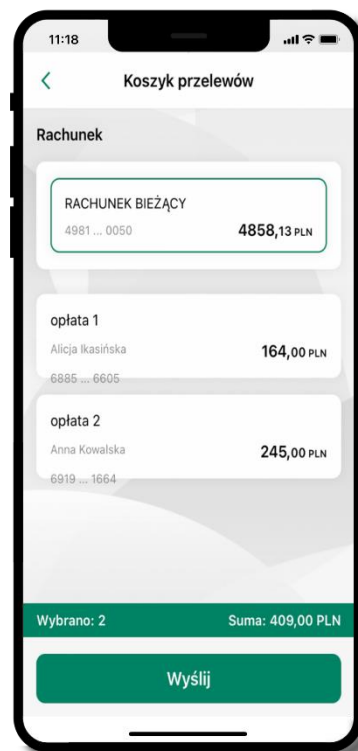 11:18
Koszyk przelewów
Rachunek
RACHUNEK BIEŻĄCY
4981 ... 0050 4858,13 PLN
opłata 1
Alicja Ikasińska 164,00 PLN
6885 ... 6605
opłata 2
Anna Kowalska 245,00 PLN
6919 ... 1664
Wybrano: 2 Suma: 409,00 PLN
Wyślij